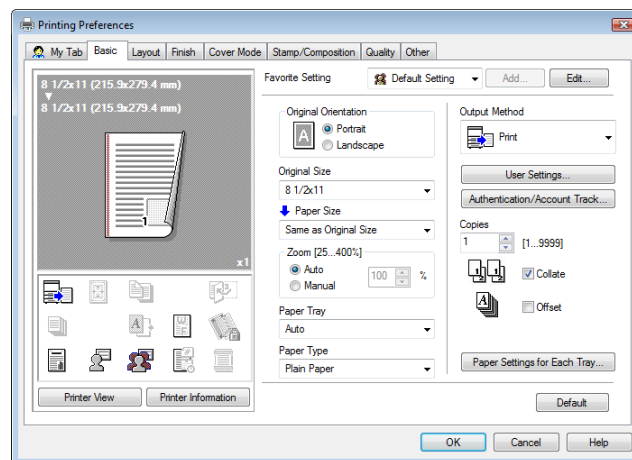 Printing Preferences
My Tab Basic Layout Finish Cover Mode Stamp/Composition Quality Other
8 1/2x11 (215.9x279.4 mm)
8 1/2x11 (215.9x279.4 mm)
1
x1
Printer View Printer Information
Favorite Setting Default Setting Add... Edit...
Original Orientation
A
Portrait
Landscape
Original Size
8 1/2x11
Paper Size
Same as Original Size
Zoom [25...400%]
Auto
Manual
100 %
Paper Tray
Auto
Paper Type
Plain Paper
Output Method
Print
User Settings...
Authentication/Account Track...
Copies
1 [1...9999]
Collate
Offset
Paper Settings for Each Tray...
Default
OK Cancel Help